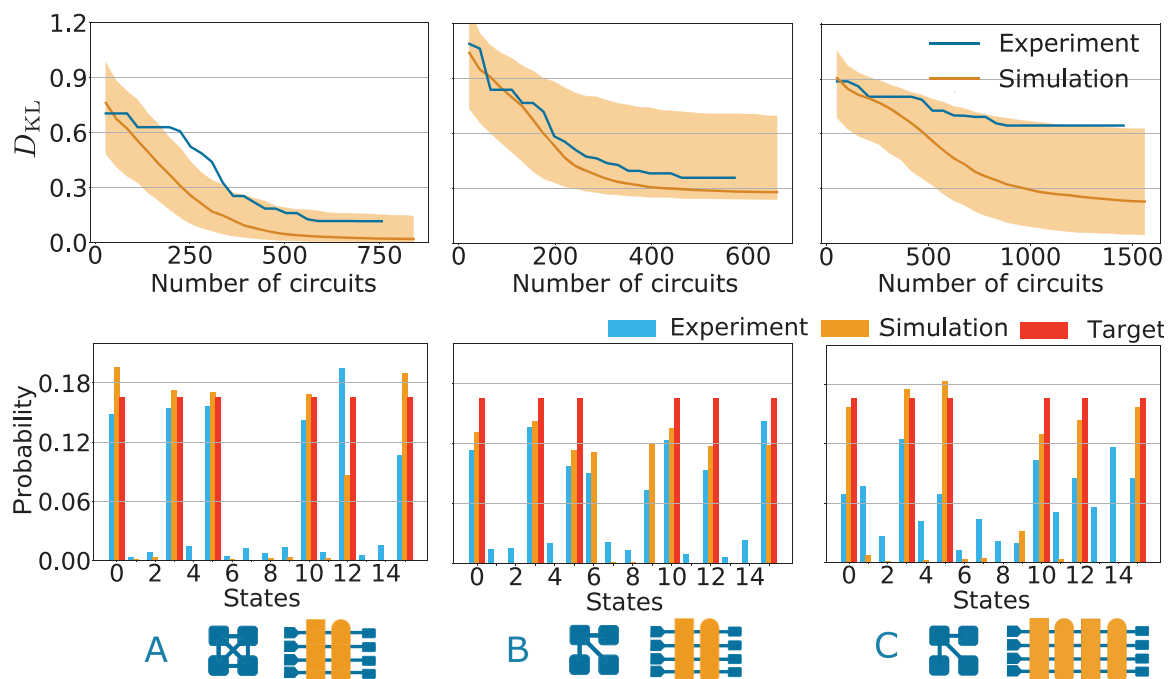 1.2
0.9
0.6
0.3
0.0
D_KL
Experiment
Simulation
0 250 500 750
0 200 400 600
0 500 1000 1500
Number of circuits
Number of circuits
Number of circuits
Experiment Simulation Target
0.18
0.12
0.06
0.00
Probability
0 2 4 6 8 10 12 14
0 2 4 6 8 10 12 14
0 2 4 6 8 10 12 14
States
States
States
A
B
C